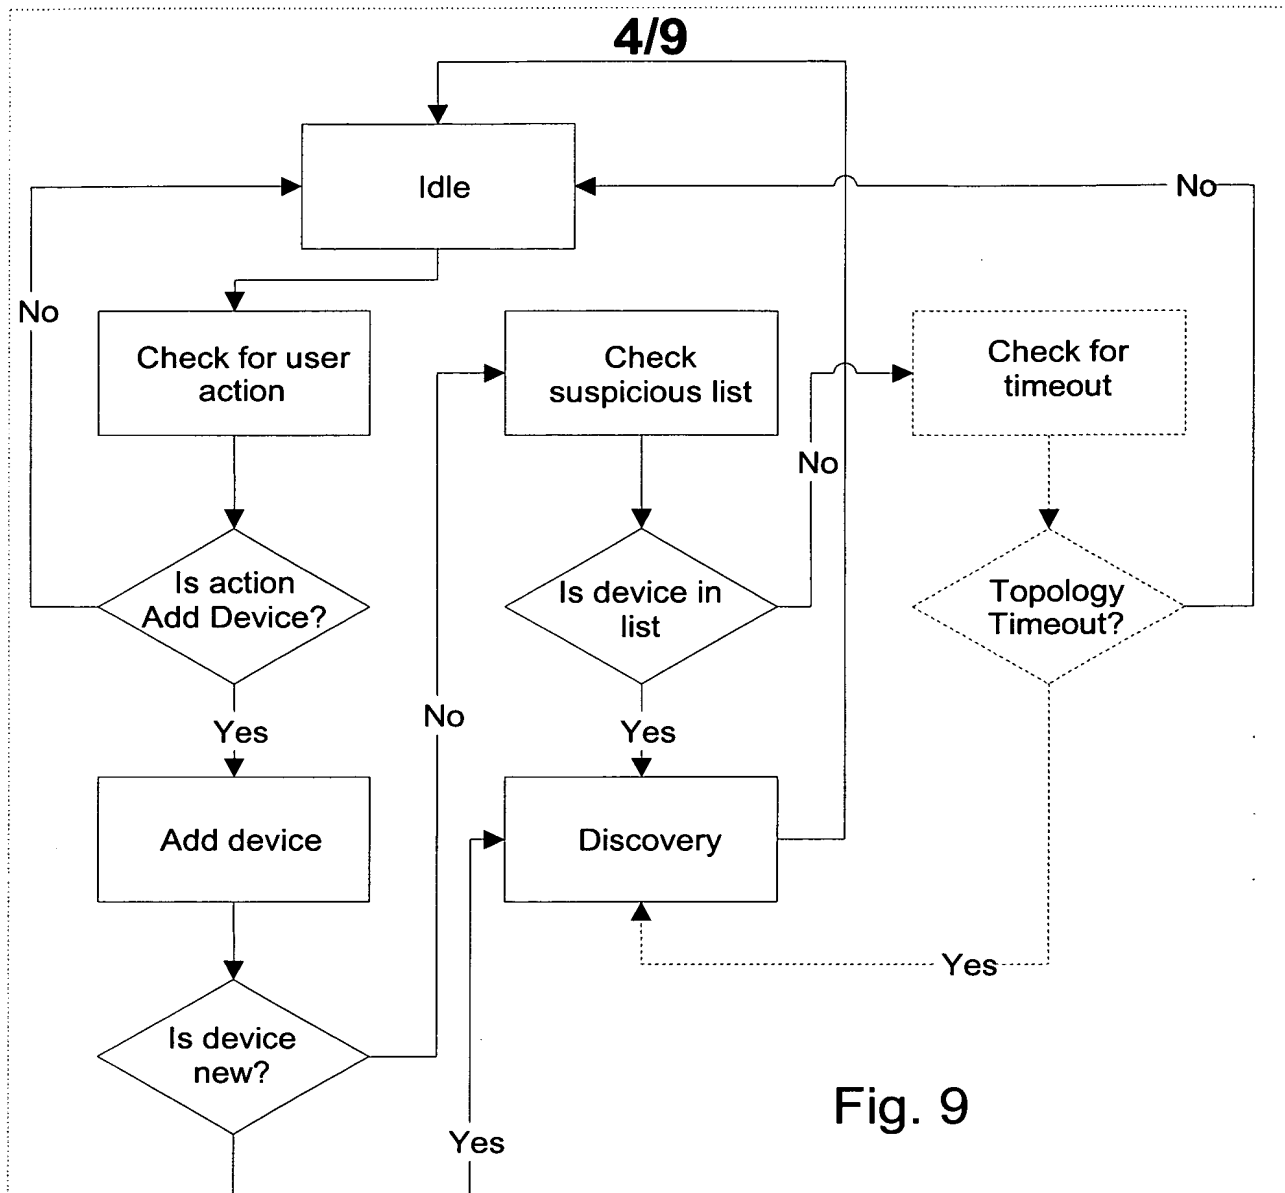 4/9
Idle
No
No
Check for user
action
Check
suspicious list
Check for
timeout
No
Is action
Add Device?
Is device in
list
Topology
Timeout?
Yes
No
Yes
Add device
Discovery
Yes
Is device
new?
Yes
Fig. 9